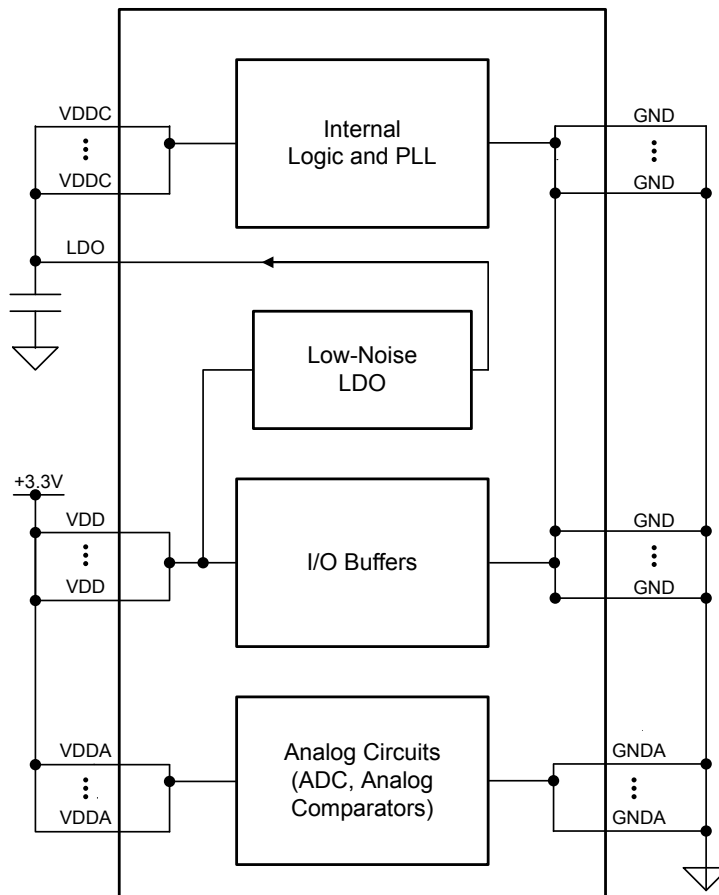 VDDC
GND
Internal
Logic and PLL
VDDC
GND
LDO
Low-Noise
LDO
+3.3V
VDD
GND
I/O Buffers
VDD
GND
VDDA
GNDA
Analog Circuits
(ADC, Analog
Comparators)
VDDA
GNDA